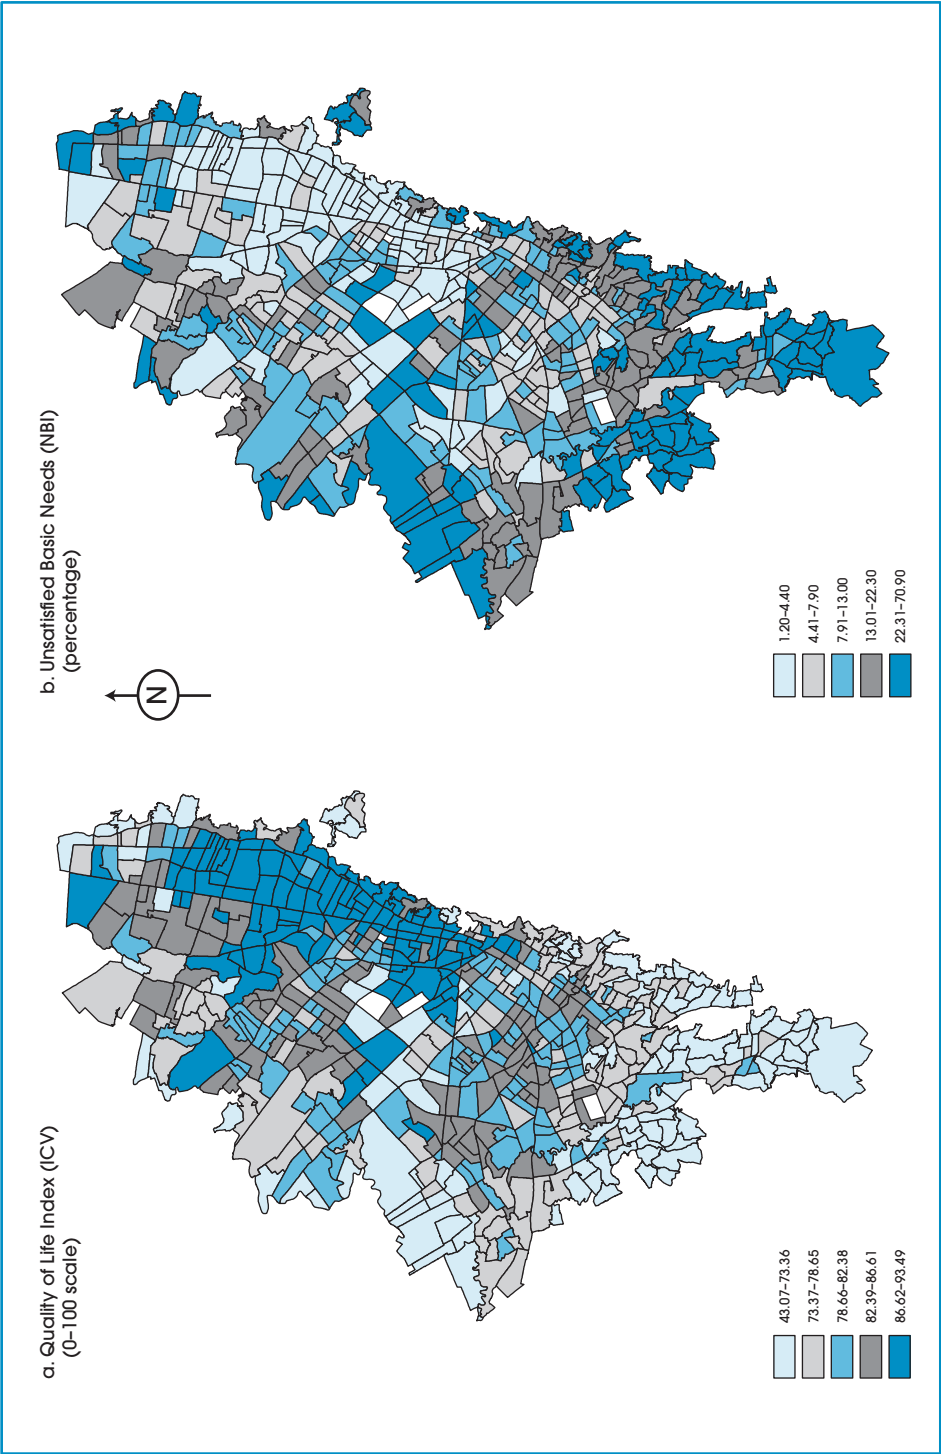 a. Quality of Life Index (ICV)
(0–100 scale)
43.07–73.36
73.37–78.65
78.66–82.38
82.39–86.61
86.62–93.49
N
b. Unsatisfied Basic Needs (NBI)
(percentage)
1.20–4.40
4.41–7.90
7.91–13.00
13.01–22.30
22.31–70.90